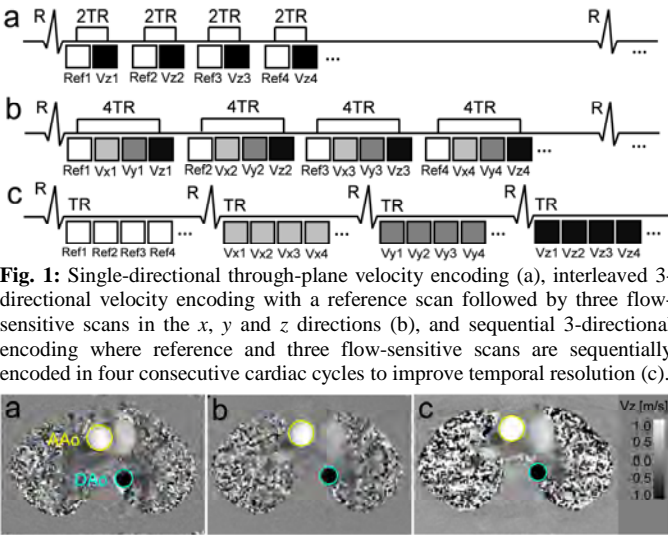 a R 2TR 2TR 2TR 2TR R
Ref1 Vz1 Ref2 Vz2 Ref3 Vz3 Ref4 Vz4 ... ...
b R 4TR 4TR 4TR 4TR R
Ref1 Vx1 Vy1 Vz1 Ref2 Vx2 Vy2 Vz2 Ref3 Vx3 Vy3 Vz3 Ref4 Vx4 Vy4 Vz4 ... ...
c R TR R TR R TR R TR
Ref1 Ref2 Ref3 Ref4 ... Vx1 Vx2 Vx3 Vx4 ... Vy1 Vy2 Vy3 Vy4 ... Vz1 Vz2 Vz3 Vz4 ...
Fig. 1: Single-directional through-plane velocity encoding (a), interleaved 3-
directional velocity encoding with a reference scan followed by three flow-
sensitive scans in the x, y and z directions (b), and sequential 3-directional
encoding where reference and three flow-sensitive scans are sequentially
encoded in four consecutive cardiac cycles to improve temporal resolution (c).
a b c Vz [m/s]
AAo
DAo
1.0
0.5
0.0
-0.5
1.0